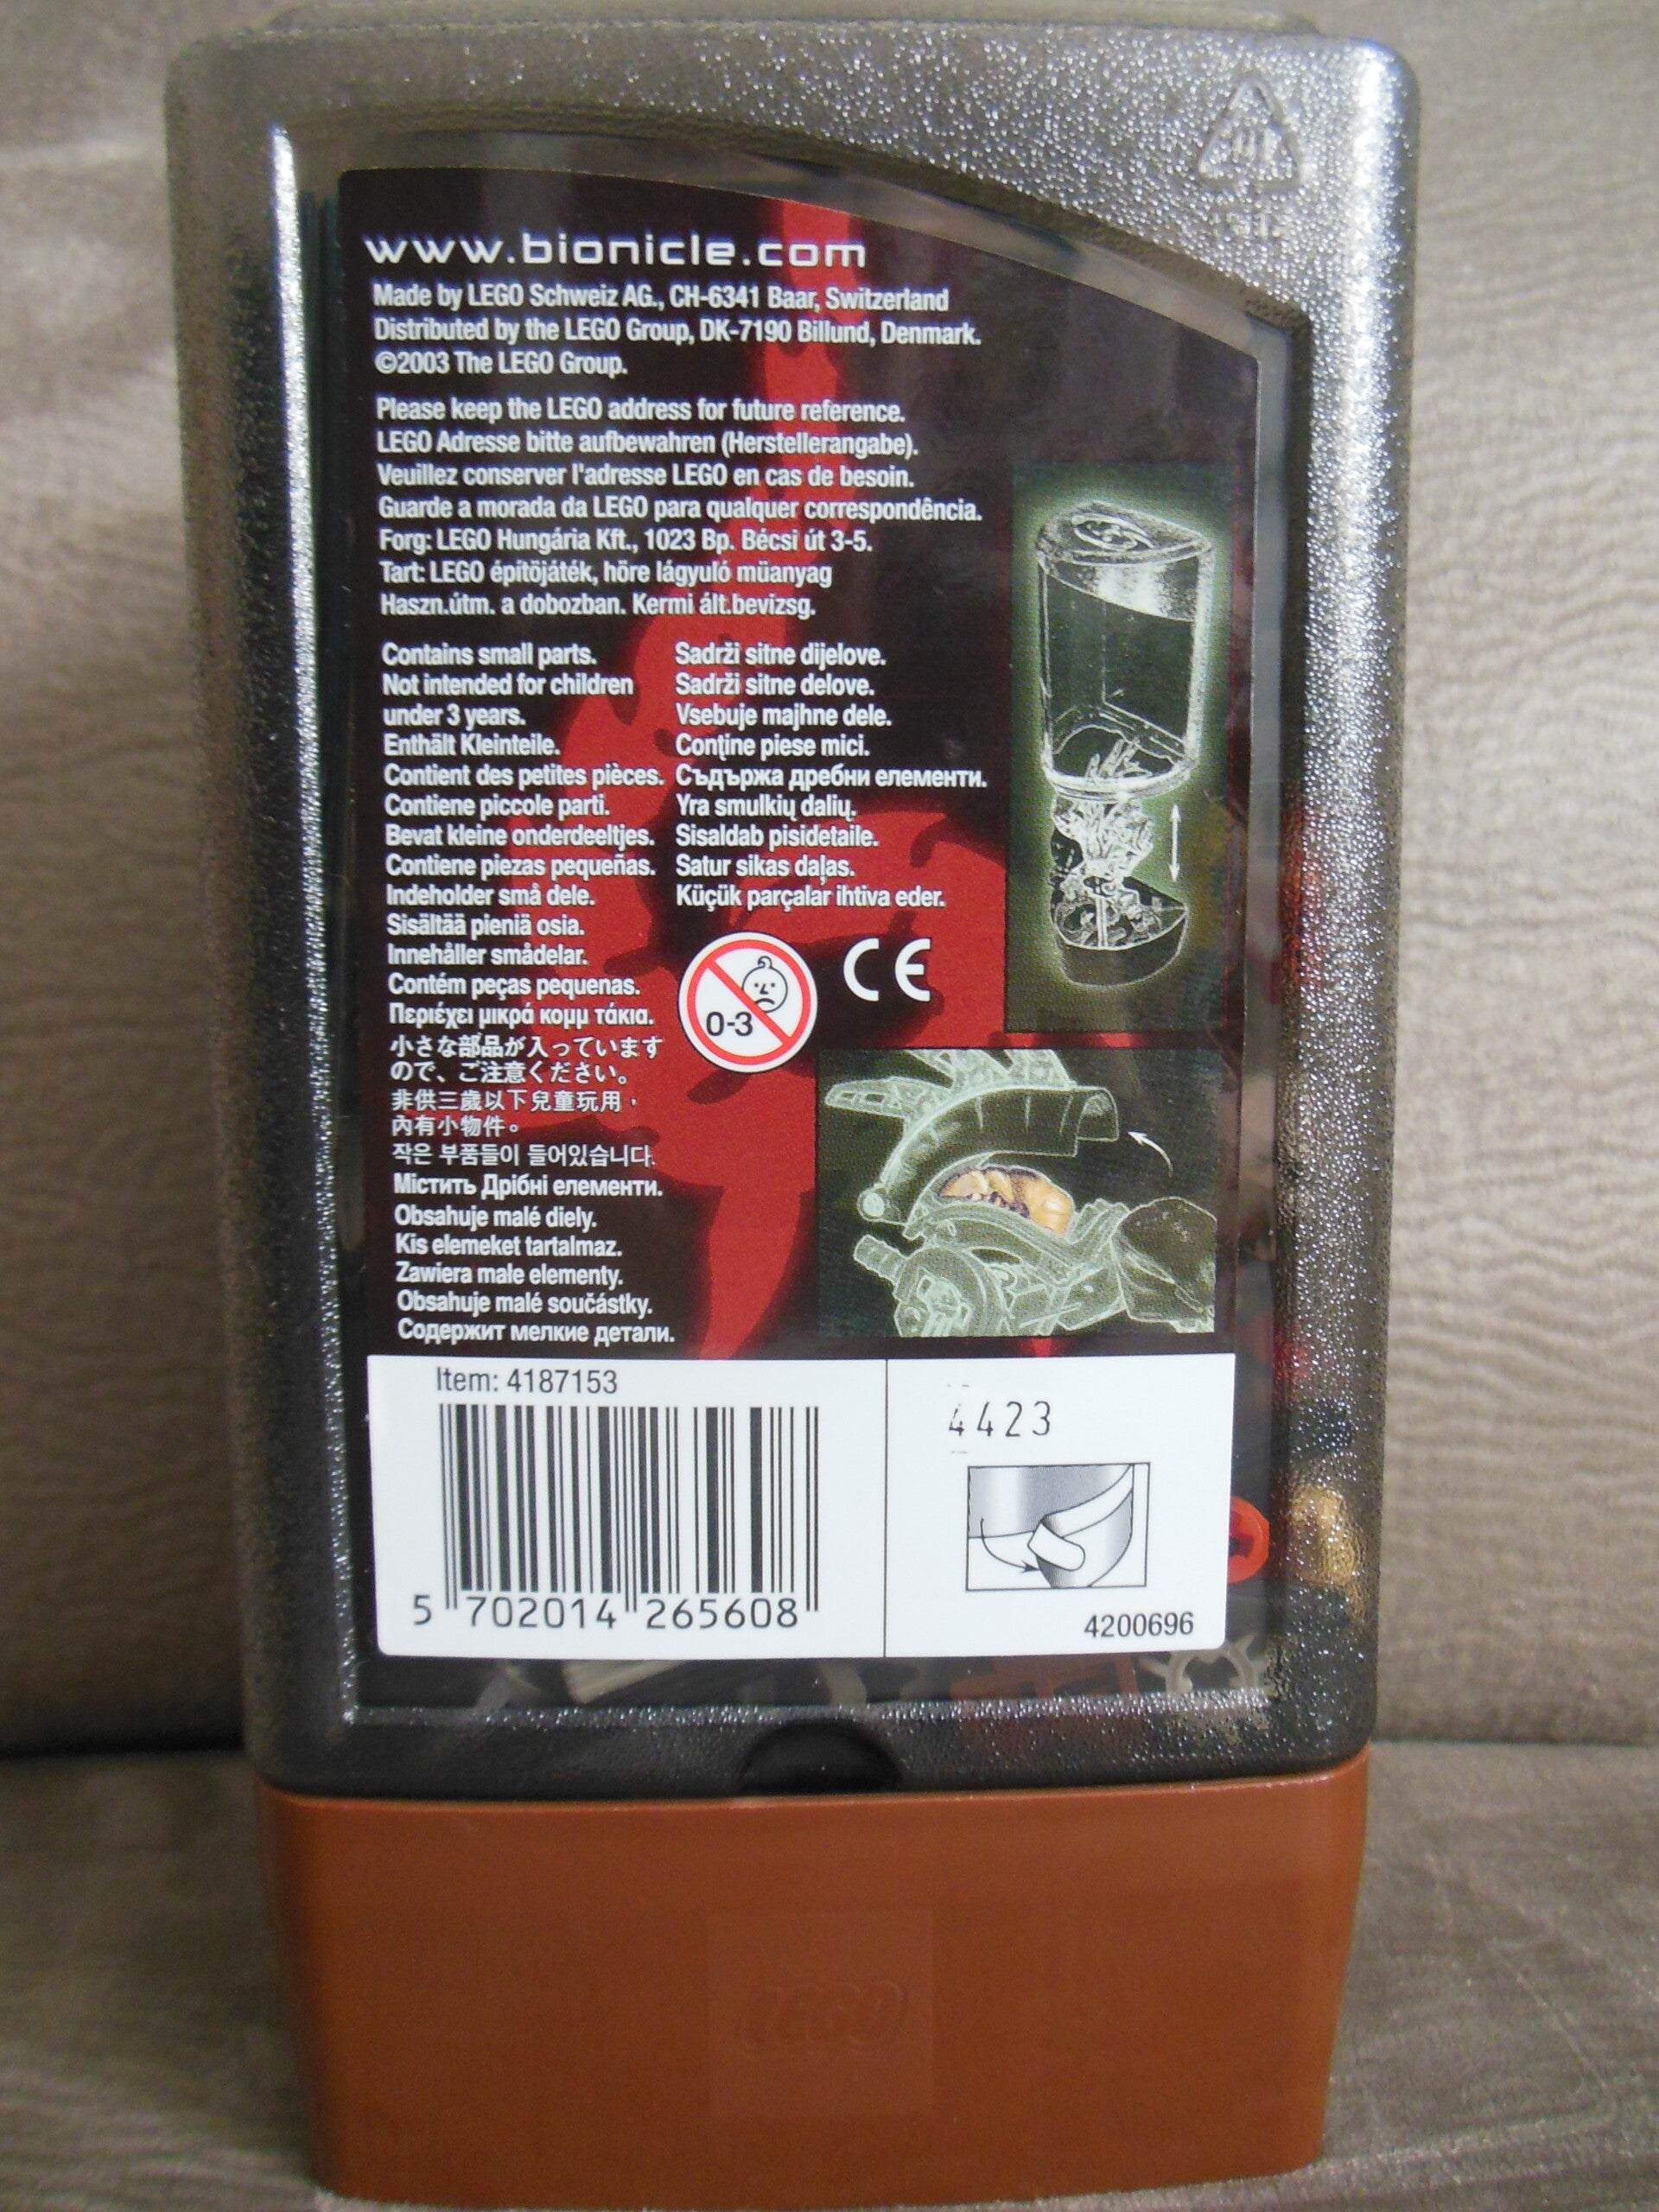 www.bionicle.com
Made by LEGO Schweiz AG., CH-6341 Baar, Switzerland
Distributed by the LEGO Group, DK-7190 Billund, Denmark.
©2003 The LEGO Group.
Please keep the LEGO address for future reference.
LEGO Adresse bitte aufbewahren (Herstellerangabe).
Veuillez conserver l'adresse LEGO en cas de besoin.
Guarde a morada da LEGO para qualquer correspondência.
Forg: LEGO Hungária Kft., 1023 Bp. Bécsi út 3-5.
Tart: LEGO építöjáték, höre lágyuló müanyag
Haszn.útm. a dobozban. Kermi ált.bevizsg.
Contains small parts.
Not intended for children
under 3 years.
Enthält Kleinteile.
Contient des petites pièces.
Contiene piccole parti.
Bevat kleine onderdeeltjes.
Contiene piezas pequeñas.
Indeholder små dele.
Sisältää pieniä osia.
Innehåller smådelar.
Contém peças pequenas.
Περιέχει μικρά κομμ τάκια.
小さな部品が入っています
ので、ご注意ください。
非供三歲以下兒童玩用，
內有小物件。
작은 부품들이 들어있습니다.
Містить Дрібні елементи.
Obsahuje malé diely.
Kis elemeket tartalmaz.
Zawiera male elementy.
Obsahuje malé součástky.
Содержит мелкие детали.
Sadrži sitne dijelove.
Sadrži sitne delove.
Vsebuje majhne dele.
Conţine piese mici.
Съдържа дребни елементи.
Yra smulkių dalių.
Sisaldab pisidetaile.
Satur sikas daļas.
Küçük parçalar ihtiva eder.
0-3
CE
Item: 4187153
5 702014 265608
4423
4200696
LEGO